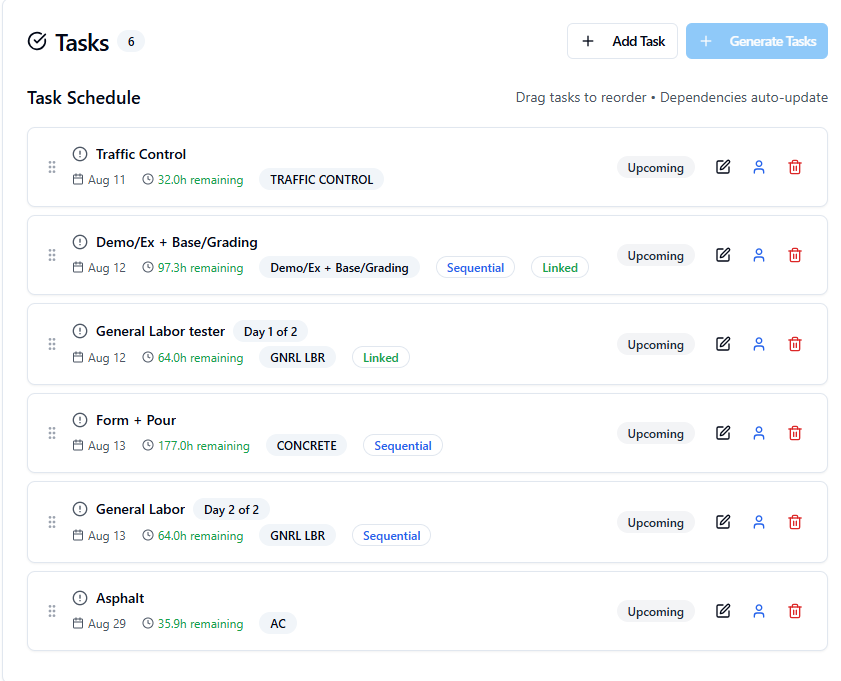 Tasks 6 + Add Task + Generate Tasks
Task Schedule Drag tasks to reorder • Dependencies auto-update
Traffic Control
Aug 11 32.0h remaining TRAFFIC CONTROL Upcoming
Demo/Ex + Base/Grading
Aug 12 97.3h remaining Demo/Ex + Base/Grading Sequential Linked Upcoming
General Labor tester Day 1 of 2
Aug 12 64.0h remaining GNRL LBR Linked Upcoming
Form + Pour
Aug 13 177.0h remaining CONCRETE Sequential Upcoming
General Labor Day 2 of 2
Aug 13 64.0h remaining GNRL LBR Sequential Upcoming
Asphalt
Aug 29 35.9h remaining AC Upcoming